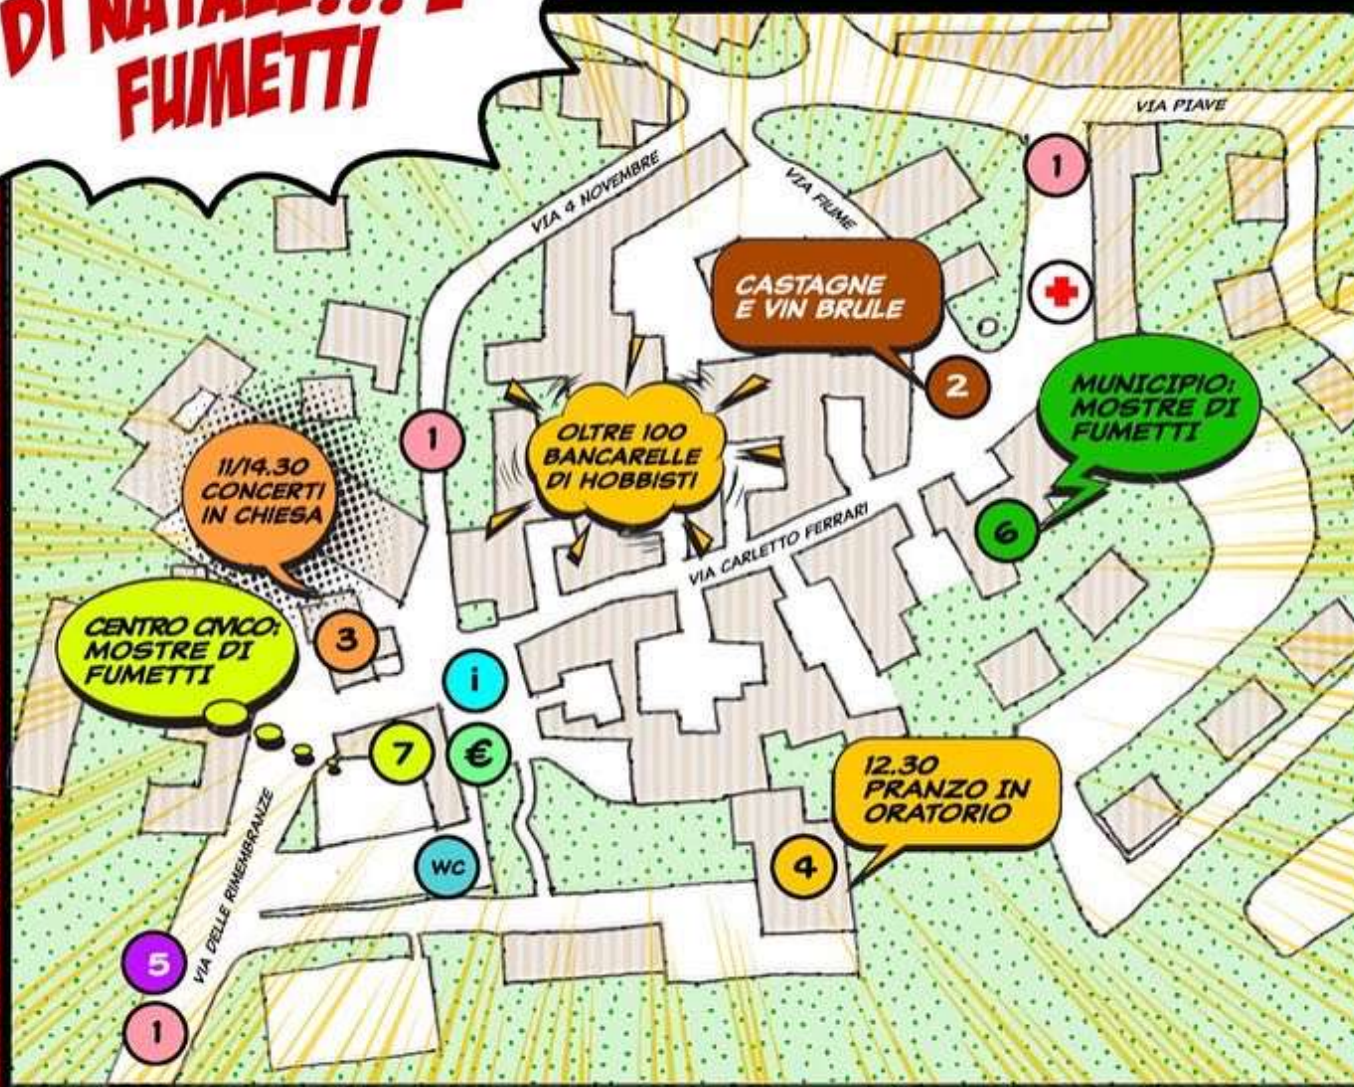 DI NATALE...
FUMETTI
VIA PIAVE
1
VIA 4 NOVEMBRE
VIA FIUME
CASTAGNE
E VIN BRULE
2
MUNICIPIO:
MOSTRE DI
FUMETTI
6
1
OLTRE 100
BANCARELLE
DI HOBBISTI
11/14.30
CONCERTI
IN CHIESA
VIA CARLETTO FERRARI
3
CENTRO CIVICO:
MOSTRE DI
FUMETTI
i
7
€
12.30
PRANZO IN
ORATORIO
4
WC
VIA DELLE RIMEMBRANZE
5
1